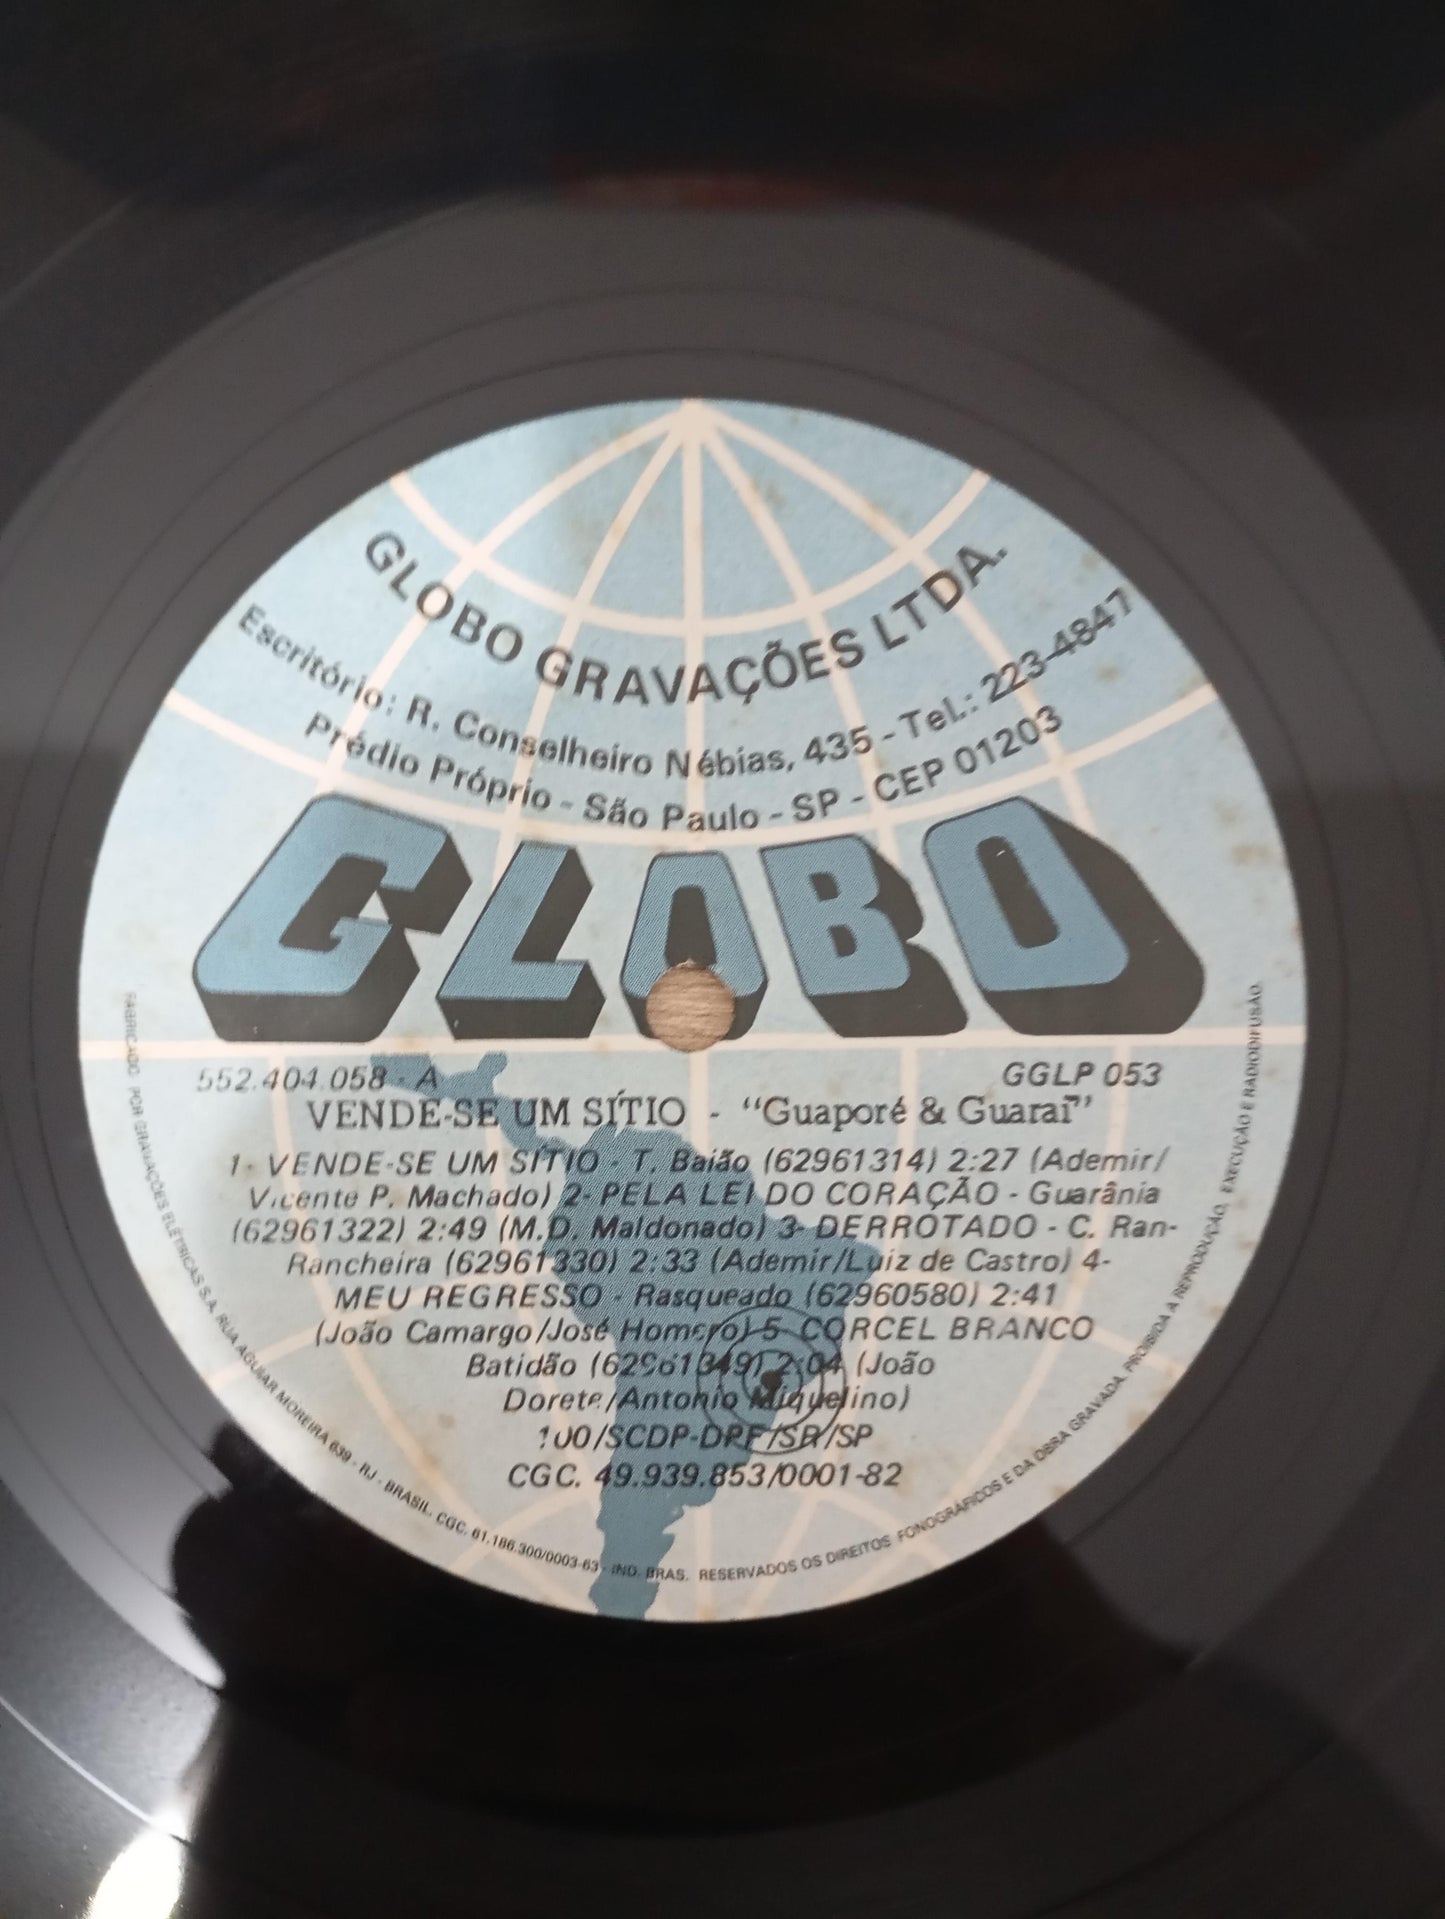 GLOBO GRAVAÇÕES LTDA.
Escritório: R. Conselheiro Nébias, 435 - Tel.: 223-4847
Prédio Próprio - São Paulo - SP - CEP 01203
GLOBO
552.404.058 - A
GGLP 053
VENDE-SE UM SÍTIO - "Guaporé & Guaraí"
1- VENDE-SE UM SÍTIO - T. Baião (62961314) 2:27 (Ademir/
Vicente P. Machado) 2- PELA LEI DO CORAÇÃO - Guarânia
(62961322) 2:49 (M.D. Maldonado) 3- DERROTADO - C. Ran-
Rancheira (62961330) 2:33 (Ademir/Luiz de Castro) 4-
MEU REGRESSO - Rasqueado (62960580) 2:41
(João Camargo/José Homero) 5- CORCEL BRANCO
Batidão (62961349) 2:04 (João
Dorete/Antonio Miquelino)
100/SCDP-DPF/SR/SP
CGC. 49.939.853/0001-82
FABRICADO POR GRAVAÇÕES ELÉTRICAS S.A. RUA AGUIAR MOREIRA 639 - RJ - BRASIL. CGC. 61.186.300/0003-63 - IND. BRAS. RESERVADOS OS DIREITOS FONOGRÁFICOS E DA OBRA GRAVADA. PROIBIDA A REPRODUÇÃO, EXECUÇÃO E RADIODIFUSÃO.